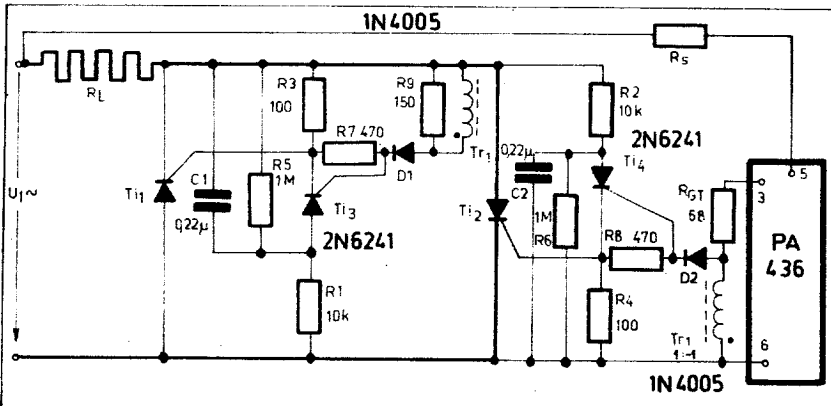 1N4005
Rs
RL
U1~
Ti1
C1
0,22µ
R5
1M
R3
100
R7 470
Ti3
2N6241
R1
10k
D1
R9
150
Tr1
Ti2
0,22µ
C2
1M
R6
R2
10k
2N6241
Ti4
R8 470
R4
100
D2
RGT
68
Tr1
1:1
1N4005
3
5
PA
436
6